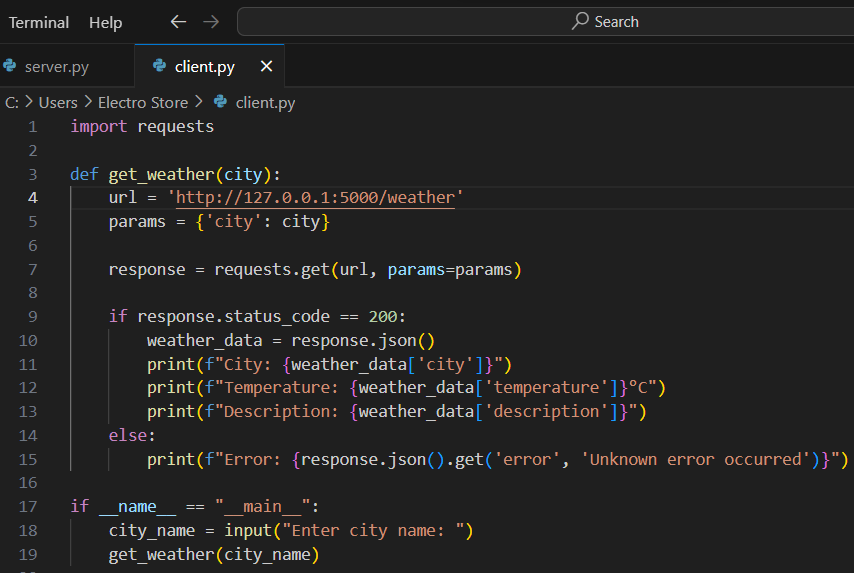 Terminal Help Search
server.py client.py
C: > Users > Electro Store > client.py
1 import requests
2
3 def get_weather(city):
4     url = 'http://127.0.0.1:5000/weather'
5     params = {'city': city}
6
7     response = requests.get(url, params=params)
8
9     if response.status_code == 200:
10         weather_data = response.json()
11         print(f"City: {weather_data['city']}")
12         print(f"Temperature: {weather_data['temperature']}°C")
13         print(f"Description: {weather_data['description']}")
14     else:
15         print(f"Error: {response.json().get('error', 'Unknown error occurred')}")
16
17 if __name__ == "__main__":
18     city_name = input("Enter city name: ")
19     get_weather(city_name)